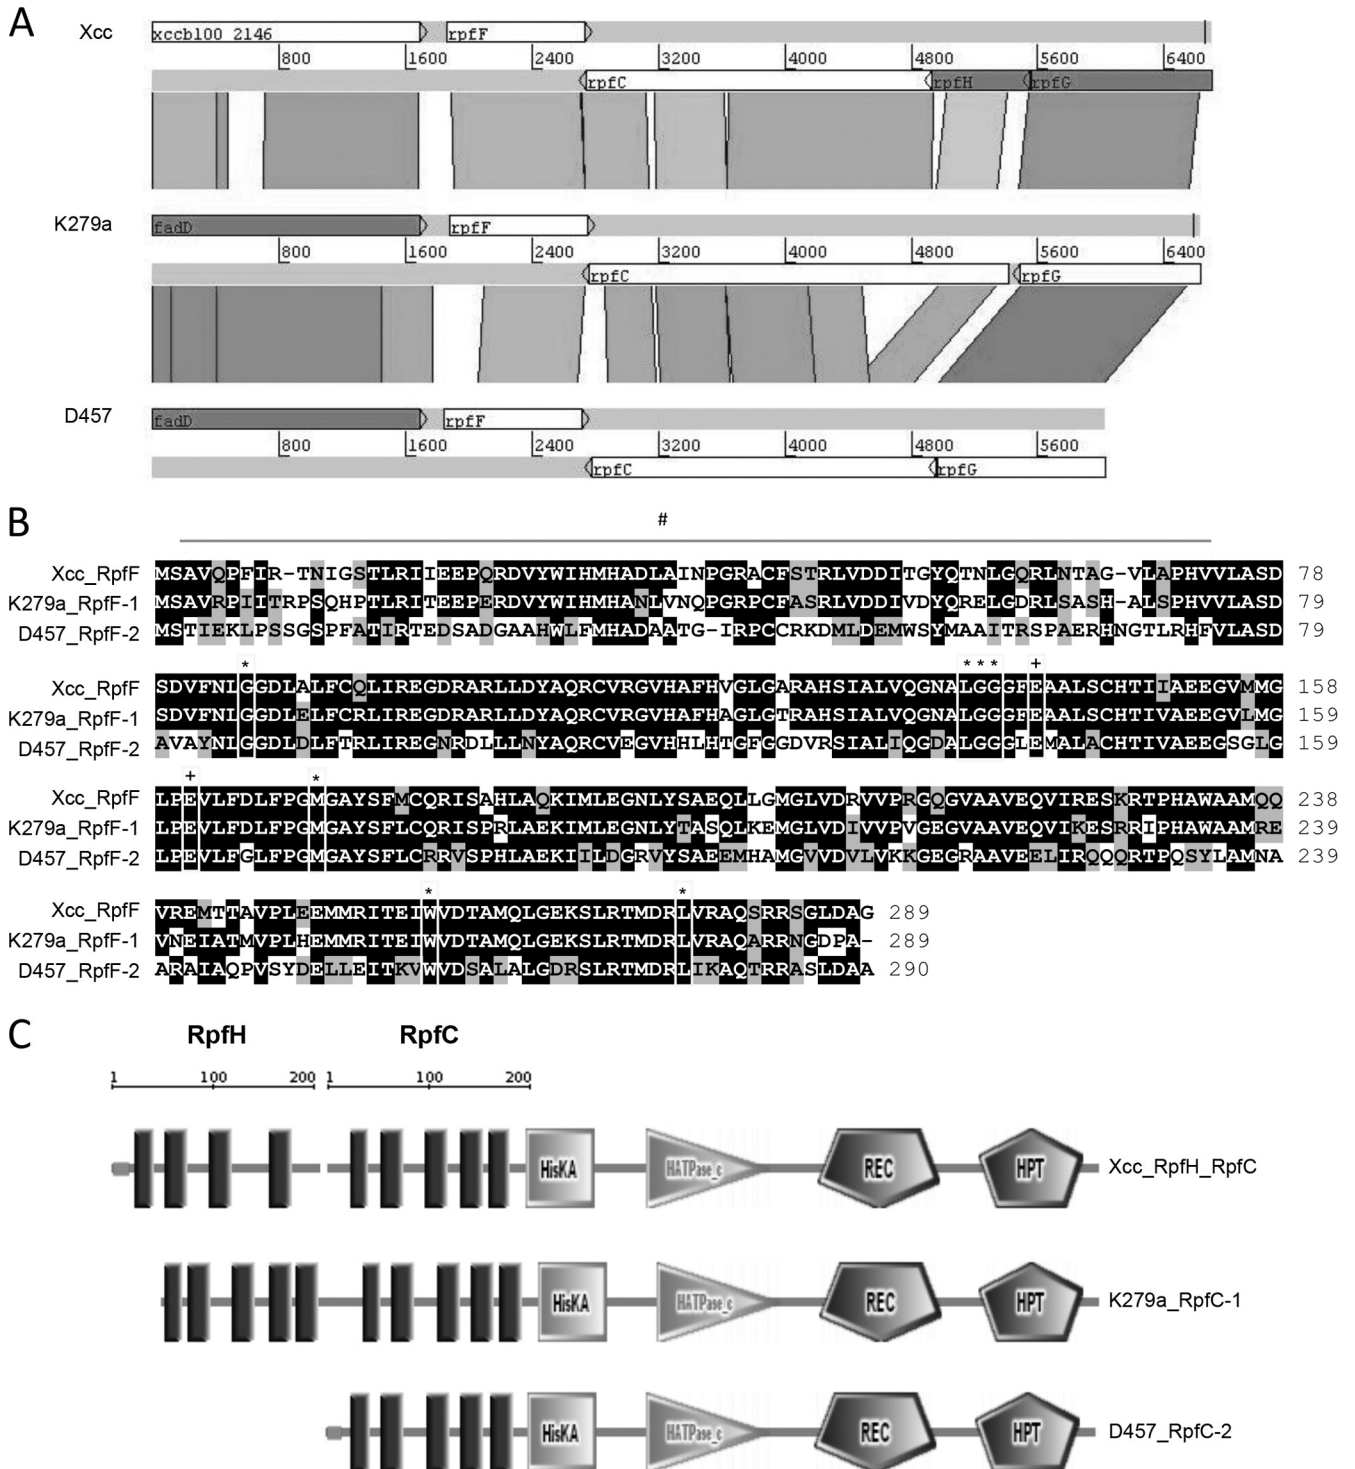 A
Xcc
xccb100_2146
rpfF
800 1600 2400 3200 4000 4800 5600 6400
rpfC
rpfH
rpfG
K279a
fadD
rpfF
800 1600 2400 3200 4000 4800 5600 6400
rpfC
rpfG
D457
fadD
rpfF
800 1600 2400 3200 4000 4800 5600
rpfC
rpfG
B
#
Xcc_RpfF MSAVQPFIR-TNIGSTLRIIEEPQRDVYWIHMHADLAINPGRACFSTRLVDDITGYQTNLGQRLNTAG-VLAPHVVLASD 78
K279a_RpfF-1 MSAVRPIITRPSQHPTLRITEEPERDVYWIHMHANLVNQPGRPCFASRLVDDIVDYQRELGDRLSASH-ALSPHVVLASD 79
D457_RpfF-2 MSTIEKLPSSGSPFATIRTEDSADGAAHWLFMHADAATG-IRPCCRKDMLDEMWSYMAAITRSPAERHNGTLRHFVLASD 79
* *** +
Xcc_RpfF SDVFNLGGDLALFCQLIREGDRARLLDYAQRCVRGVHAFHVGLGARAHSIALVQGNALGGGFEAALSCHTIIAEEGVMMG 158
K279a_RpfF-1 SDVFNLGGDLELFCRLIREGDRARLLDYAQRCVRGVHAFHAGLGTRAHSIALVQGNALGGGFEAALSCHTIVAEEGVLMG 159
D457_RpfF-2 AVAYNLGGDLDLFTRLIREGNRDLLLNYAQRCVEGVHHLHTGFGGDVRSIALIQGDALGGGLEMALACHTIVAEEGSGLG 159
+ *
Xcc_RpfF LPEVLFDLFPGMGAYSFMCQRISAHLAQKIMLEGNLYSAEQLLGMGLVDRVVPRGQGVAAVEQVIRESKRTPHAWAAMQQ 238
K279a_RpfF-1 LPEVLFDLFPGMGAYSFLCQRISPRLAEKIMLEGNLYTASQLKEMGLVDIVVPVGEGVAAVEQVIKESRRIPHAWAAMRE 239
D457_RpfF-2 LPEVLFGLFPGMGAYSFLCRRVSPHLAEKIILDGRVYSAEEMHAMGVVDVLVKKGEGRAAVEELIRQQQRTPQSYLAMNA 239
* *
Xcc_RpfF VREMTTAVPLEEMMRITEIWVDTAMQLGEKSLRTMDRLVRAQSRRSGLDAG 289
K279a_RpfF-1 VNEIATMVPLHEMMRITEIWVDTAMQLGEKSLRTMDRLVRAQARRNGDPA- 289
D457_RpfF-2 ARAIAQPVSYDELLEITKVWVDSALALGDRSLRTMDRLIKAQTRRASLDAA 290
C
RpfH RpfC
1 100 200 1 100 200
HisKA HATPase_c REC HPT Xcc_RpfH_RpfC
HisKA HATPase_c REC HPT K279a_RpfC-1
HisKA HATPase_c REC HPT D457_RpfC-2